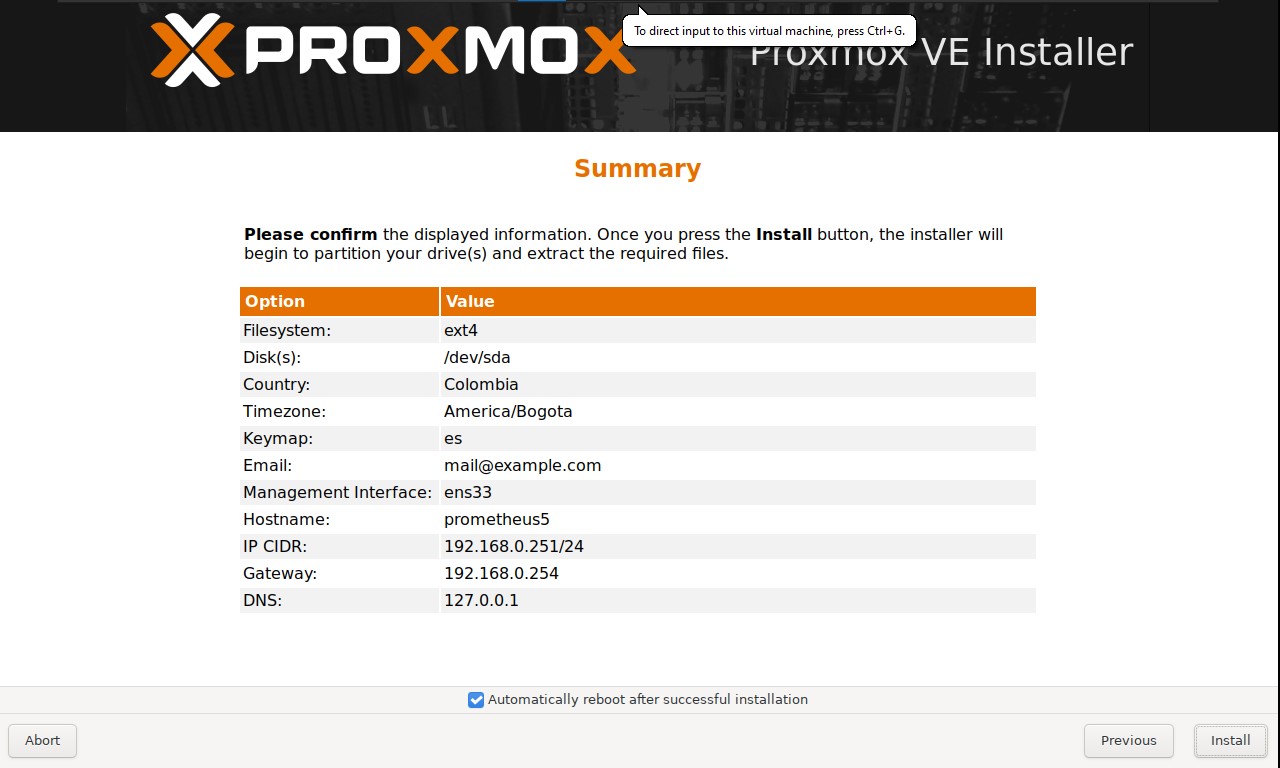 PROXMOX
To direct input to this virtual machine, press Ctrl+G.
Proxmox VE Installer
Summary
Please confirm the displayed information. Once you press the Install button, the installer will
begin to partition your drive(s) and extract the required files.
Option Value
Filesystem: ext4
Disk(s): /dev/sda
Country: Colombia
Timezone: America/Bogota
Keymap: es
Email: mail@example.com
Management Interface: ens33
Hostname: prometheus5
IP CIDR: 192.168.0.251/24
Gateway: 192.168.0.254
DNS: 127.0.0.1
Automatically reboot after successful installation
Abort Previous Install